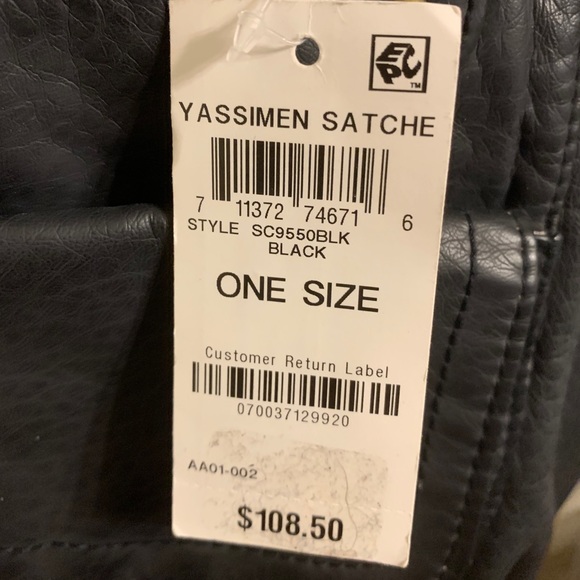 EPC™
YASSIMEN SATCHE
7 11372 74671 6
STYLE SC9550BLK
BLACK
ONE SIZE
Customer Return Label
070037129920
AA01-002
$108.50